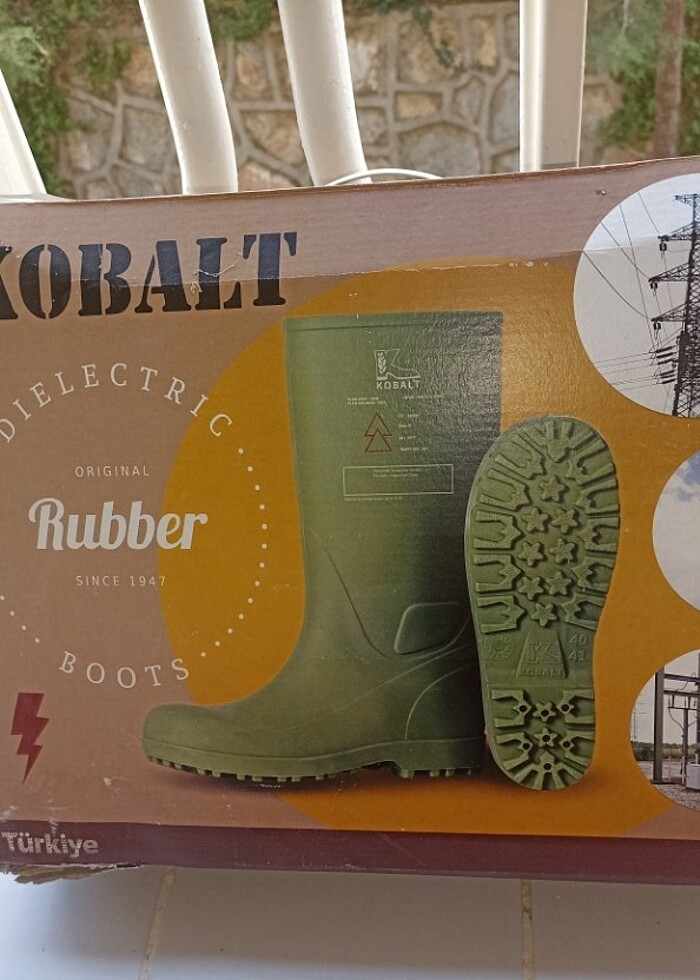 KOBALT
DIELECTRIC
ORIGINAL
Rubber
SINCE 1947
BOOTS
KOBALT
40
41
KOBALT
Türkiye